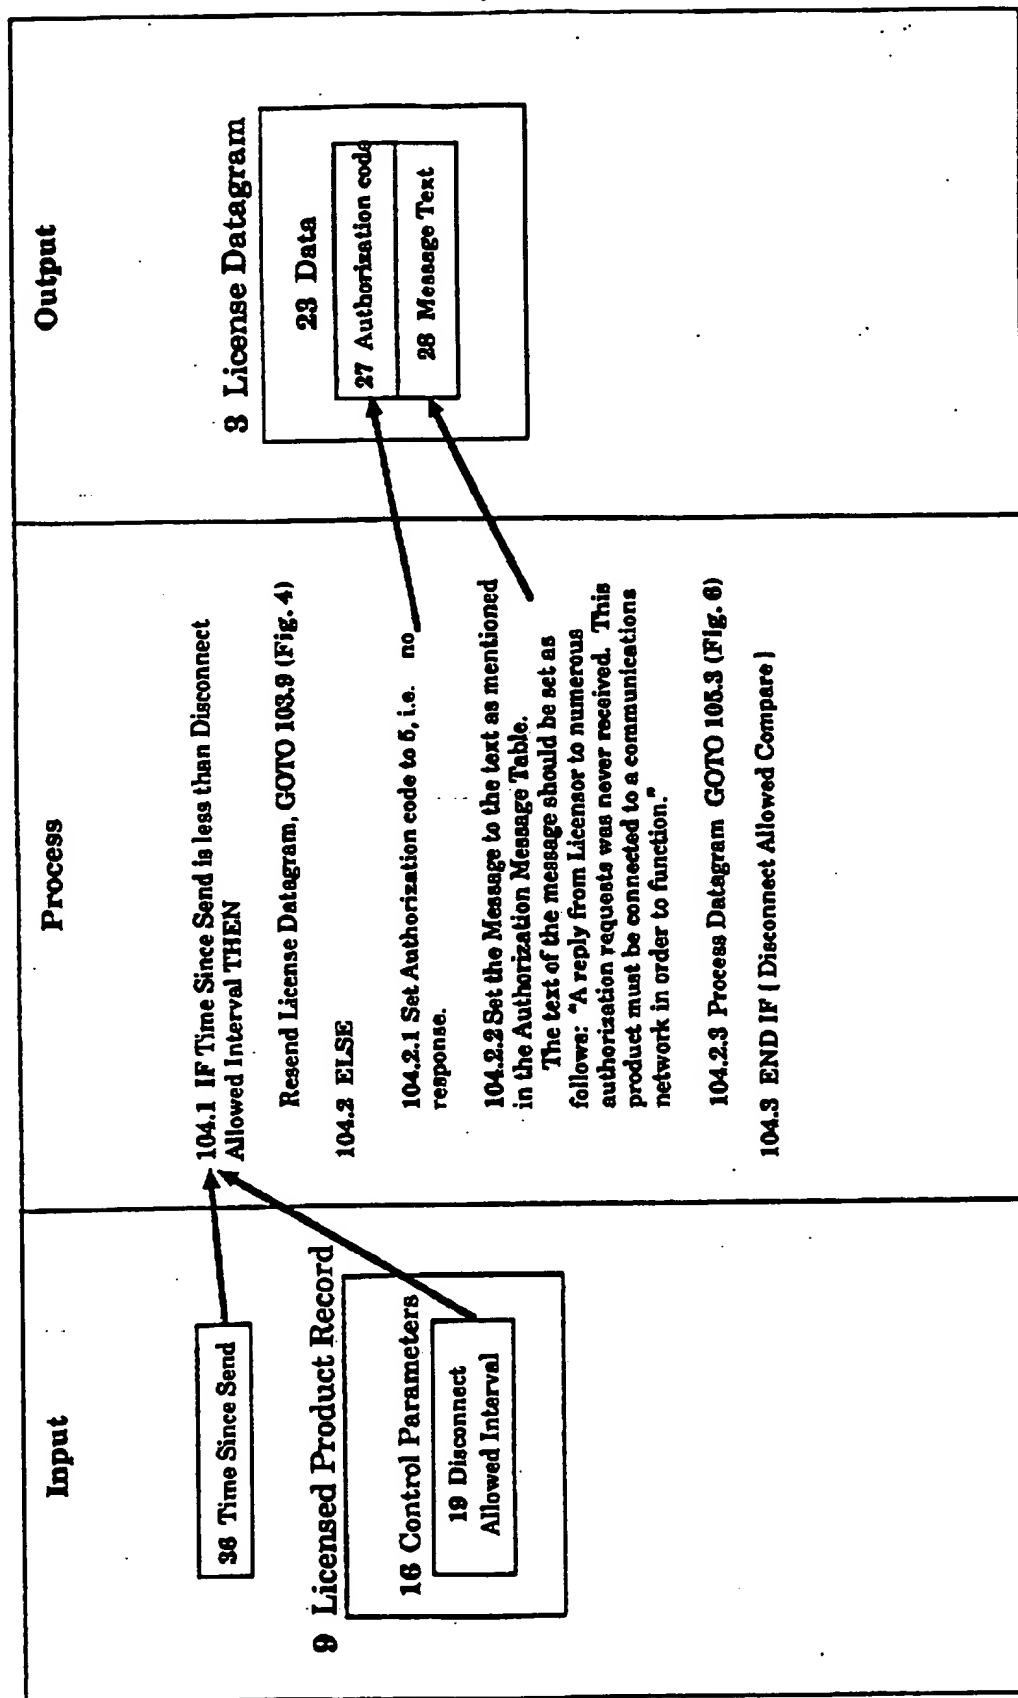 Input
Process
Output
36 Time Since Send
9 Licensed Product Record
16 Control Parameters
19 Disconnect
Allowed Interval
104.1 IF Time Since Send is less than Disconnect
Allowed Interval THEN
Resend License Datagram, GOTO 103.9 (Fig. 4)
104.2 ELSE
104.2.1 Set Authorization code to 5, i.e. no
response.
104.2.2 Set the Message to the text as mentioned
in the Authorization Message Table.
The text of the message should be set as
follows: "A reply from Licensor to numerous
authorization requests was never received. This
product must be connected to a communications
network in order to function."
104.2.3 Process Datagram GOTO 105.3 (Fig. 6)
104.3 END IF { Disconnect Allowed Compare }
3 License Datagram
23 Data
27 Authorization code
28 Message Text